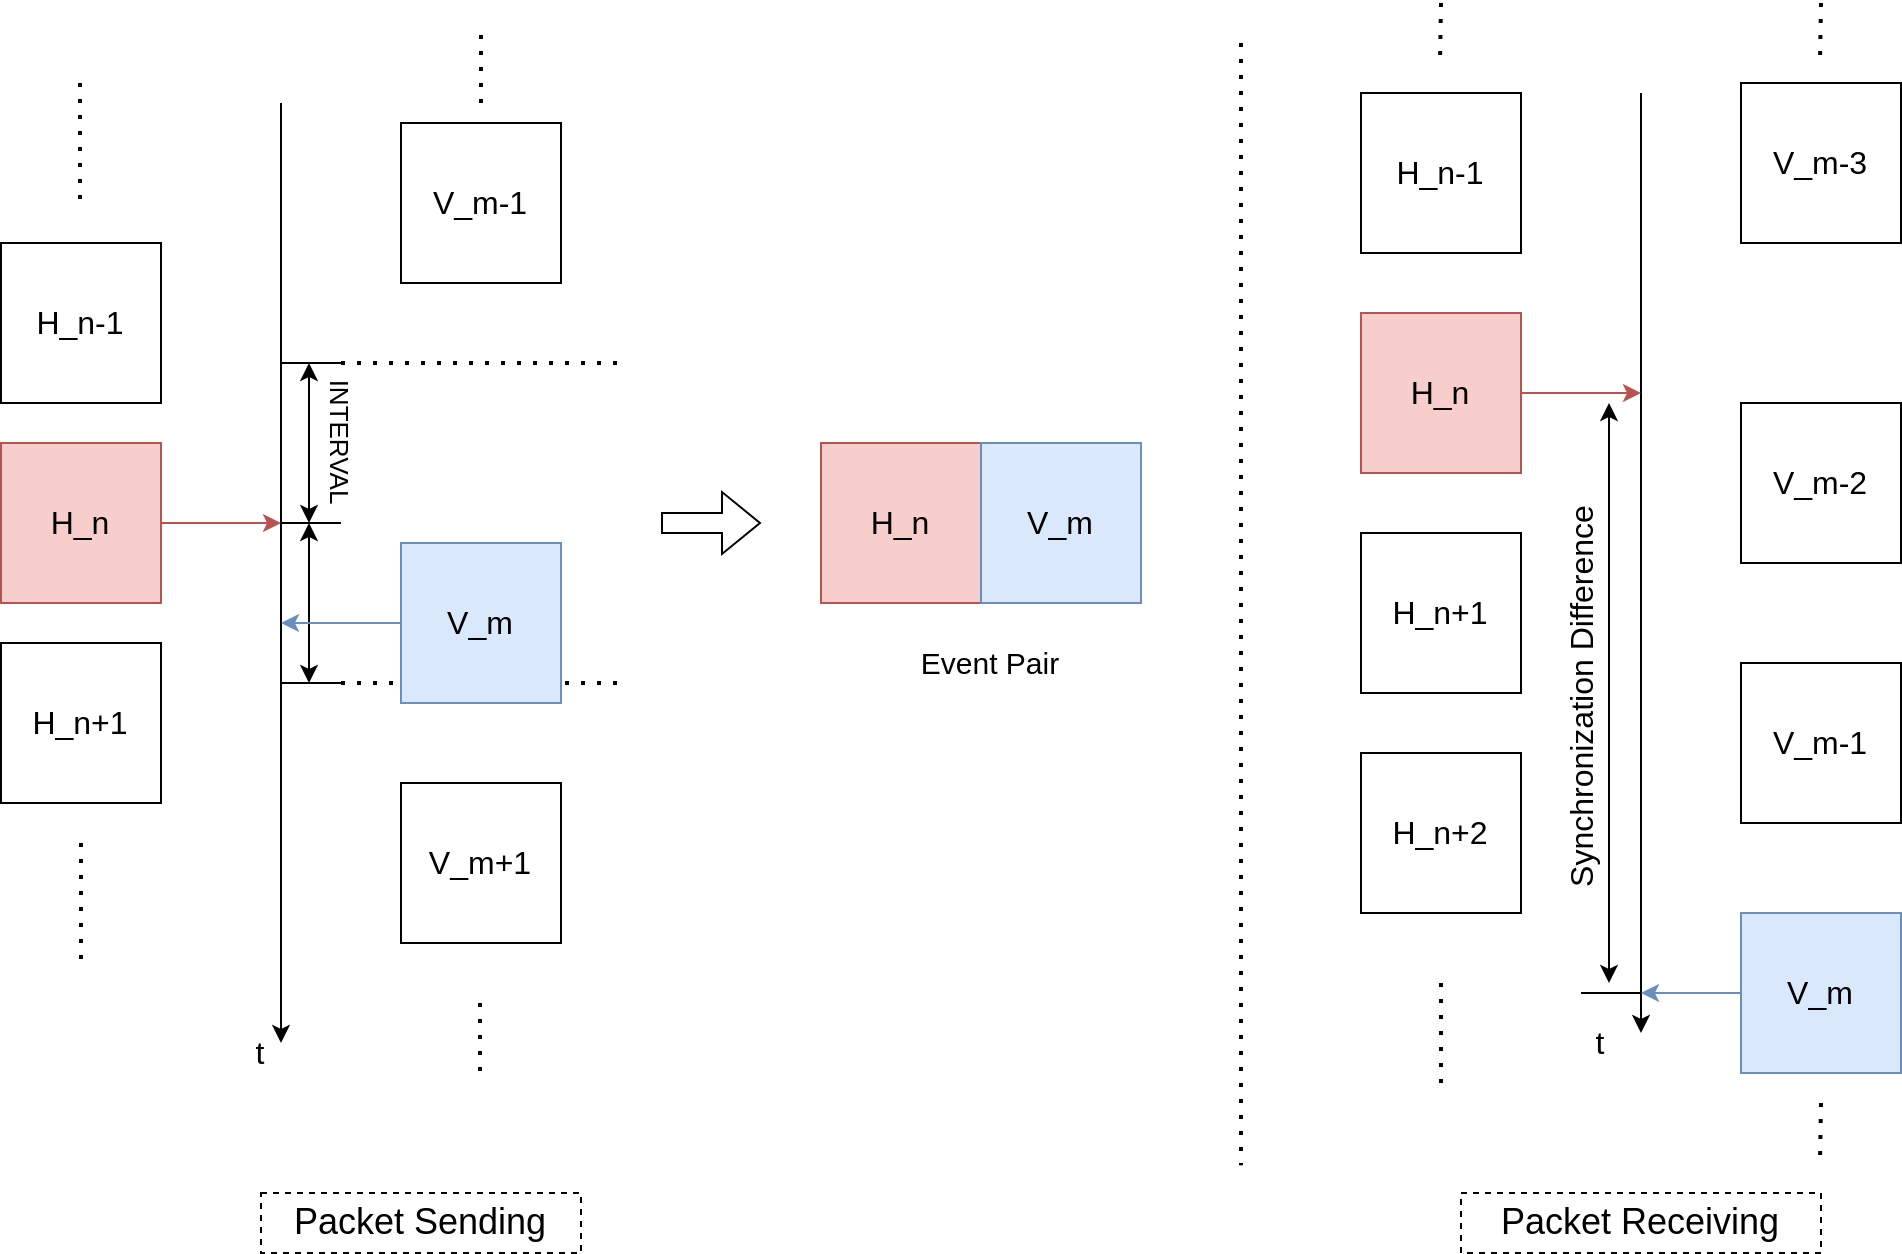 V_m-1
H_n-1
INTERVAL
H_n
V_m
H_n+1
V_m+1
t
Packet Sending
H_n
V_m
Event Pair
H_n-1
V_m-3
H_n
V_m-2
Synchronization Difference
H_n+1
V_m-1
H_n+2
V_m
t
Packet Receiving